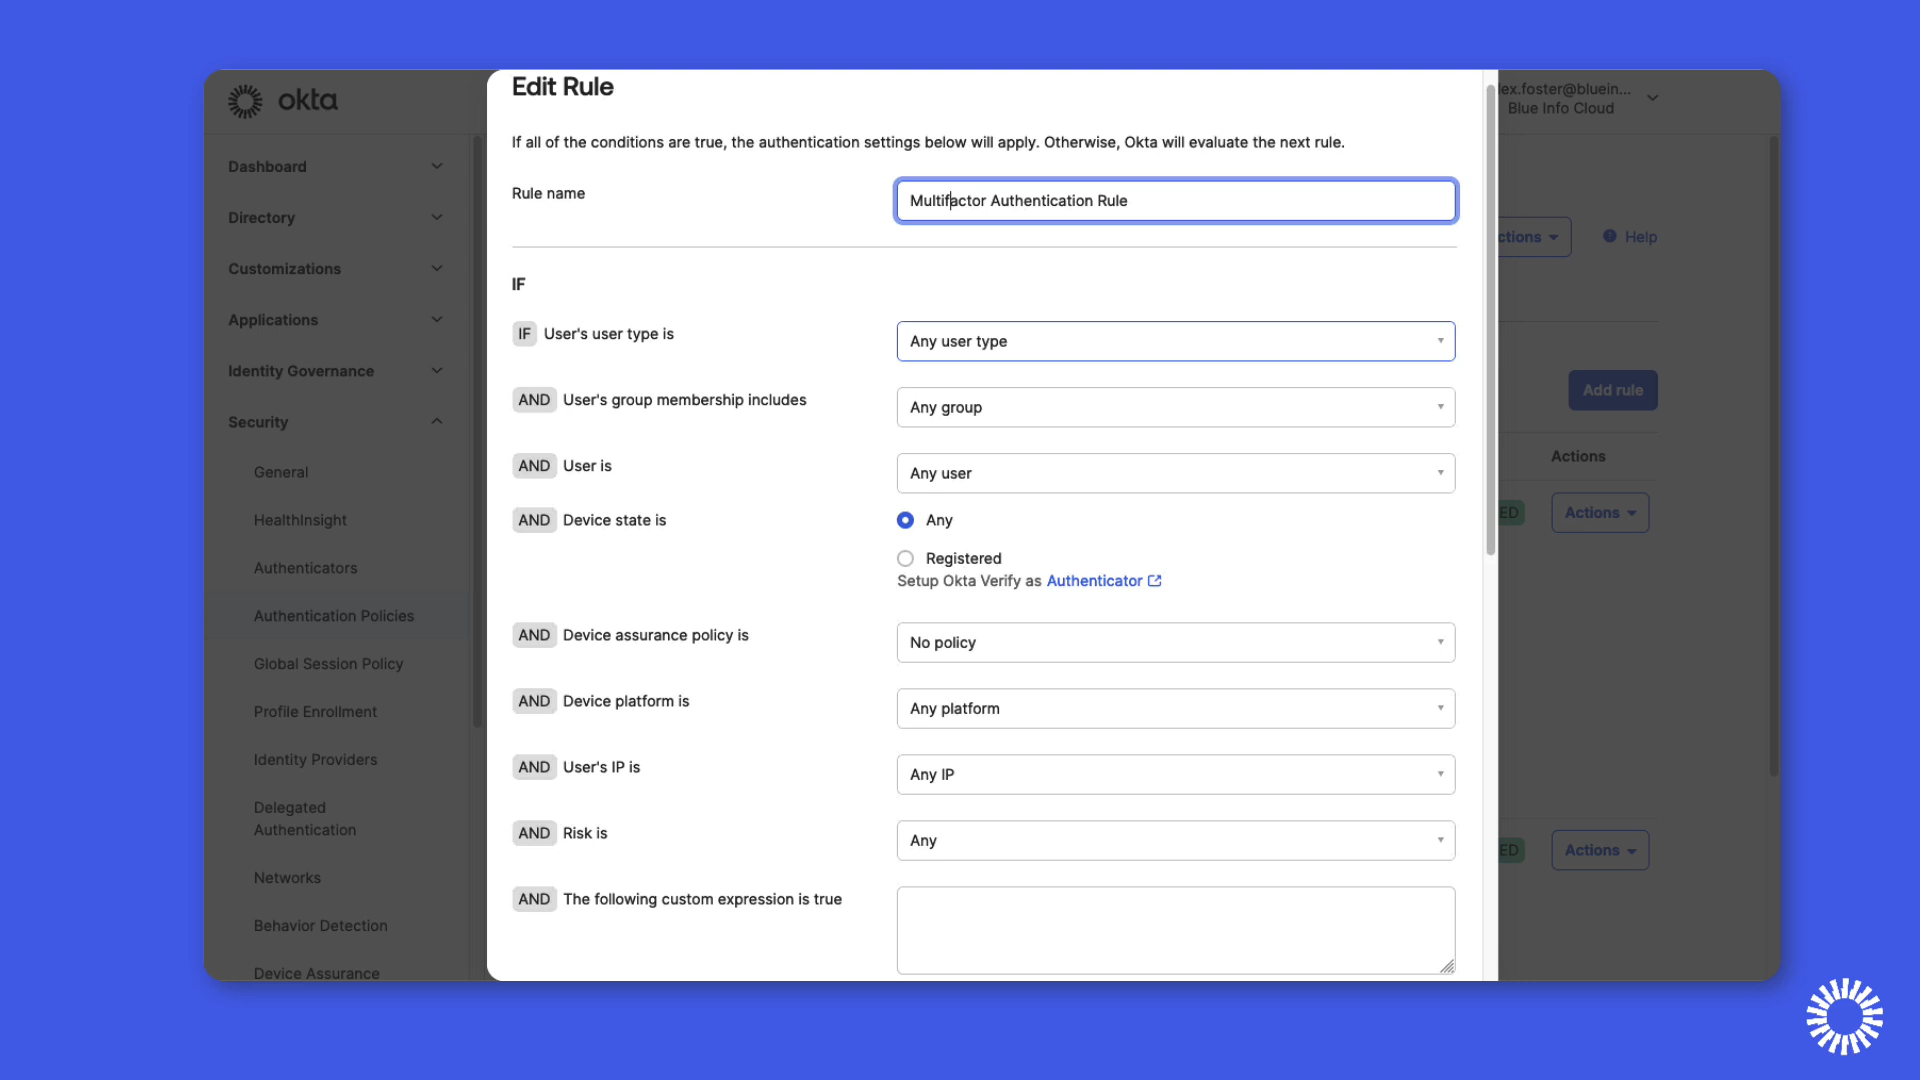 okta
Dashboard
Directory
Customizations
Applications
Identity Governance
Security
General
HealthInsight
Authenticators
Authentication Policies
Global Session Policy
Profile Enrollment
Identity Providers
Delegated
Authentication
Networks
Behavior Detection
Device Assurance
Edit Rule
If all of the conditions are true, the authentication settings below will apply. Otherwise, Okta will evaluate the next rule.
Rule name
Multifactor Authentication Rule
IF
IF User's user type is
Any user type
AND User's group membership includes
Any group
AND User is
Any user
AND Device state is
Any
Registered
Setup Okta Verify as Authenticator
AND Device assurance policy is
No policy
AND Device platform is
Any platform
AND User's IP is
Any IP
AND Risk is
Any
AND The following custom expression is true
lex.foster@bluein...
Blue Info Cloud
ctions
Help
Add rule
Actions
ED
Actions
ED
Actions